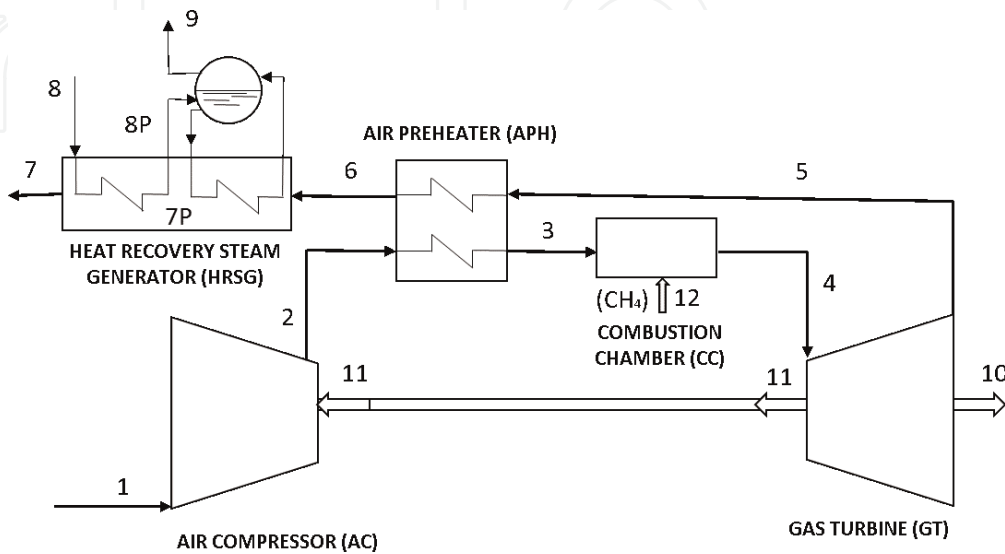 9
8
8P
AIR PREHEATER (APH)
7
6
5
7P
3
HEAT RECOVERY STEAM
GENERATOR (HRSG)
2
(CH₄)
12
4
COMBUSTION
CHAMBER (CC)
11
11
10
1
GAS TURBINE (GT)
AIR COMPRESSOR (AC)